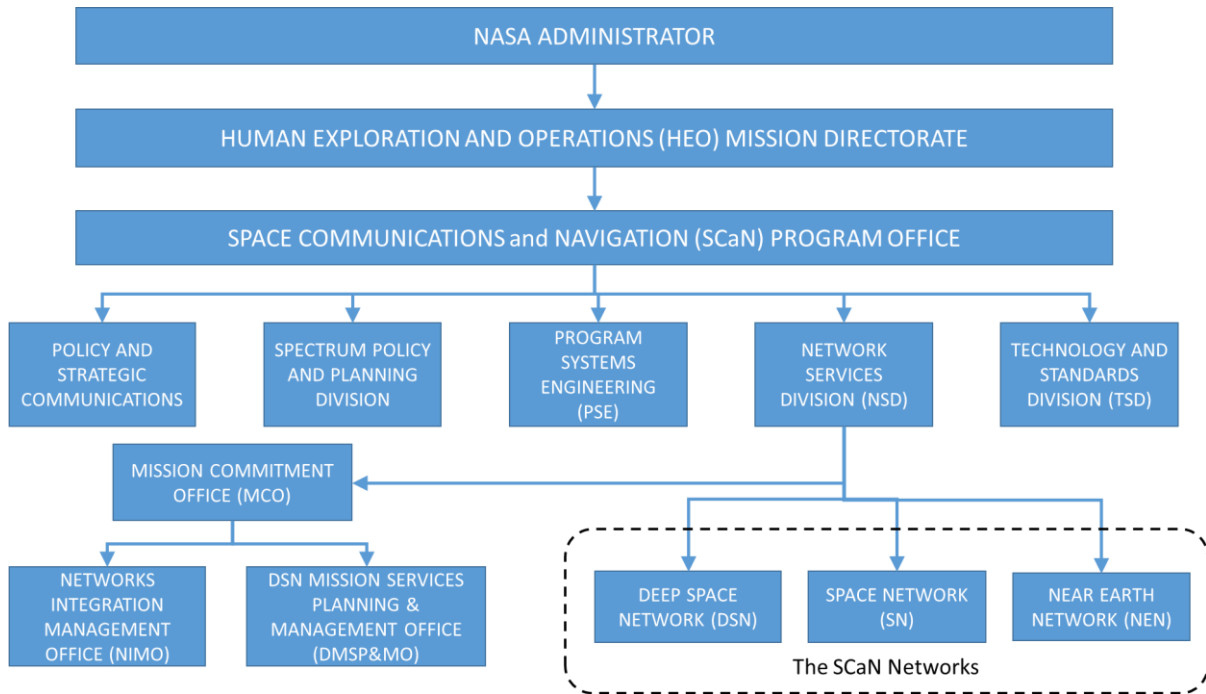 NASA ADMINISTRATOR
HUMAN EXPLORATION AND OPERATIONS (HEO) MISSION DIRECTORATE
SPACE COMMUNICATIONS and NAVIGATION (SCaN) PROGRAM OFFICE
POLICY AND
STRATEGIC
COMMUNICATIONS
SPECTRUM POLICY
AND PLANNING
DIVISION
PROGRAM
SYSTEMS
ENGINEERING
(PSE)
NETWORK
SERVICES
DIVISION (NSD)
TECHNOLOGY AND
STANDARDS
DIVISION (TSD)
MISSION COMMITMENT
OFFICE (MCO)
NETWORKS
INTEGRATION
MANAGEMENT
OFFICE (NIMO)
DSN MISSION SERVICES
PLANNING &
MANAGEMENT OFFICE
(DMSP&MO)
DEEP SPACE
NETWORK (DSN)
SPACE NETWORK
(SN)
NEAR EARTH
NETWORK (NEN)
The SCaN Networks